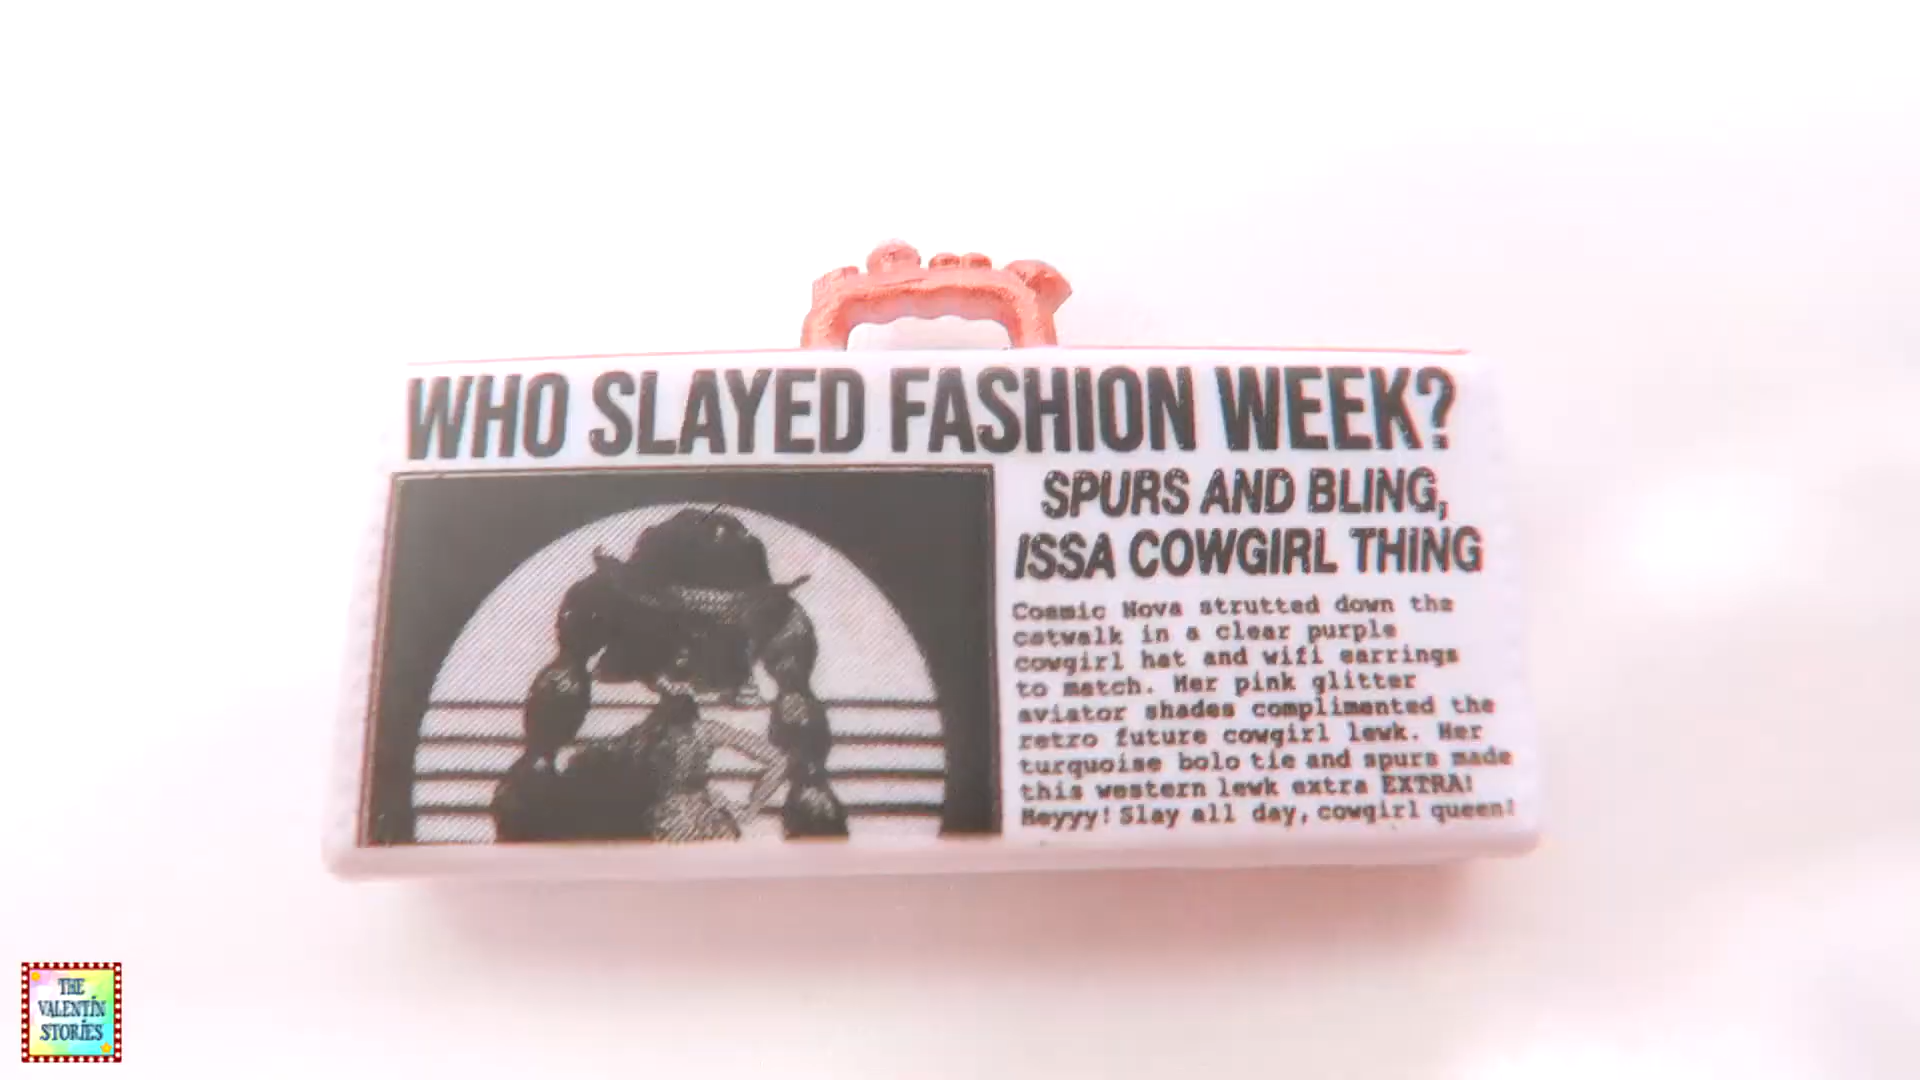 WHO SLAYED FASHION WEEK?
SPURS AND BLING,
ISSA COWGIRL THING
Cosmic Nova strutted down the
catwalk in a clear purple
cowgirl hat and wifi earrings
to match. Her pink glitter
aviator shades complimented the
retro future cowgirl lewk. Her
turquoise bolo tie and spurs made
this western lewk extra EXTRA!
Heyyy! Slay all day, cowgirl queen!
THE
VALENTÍN
STORÍES